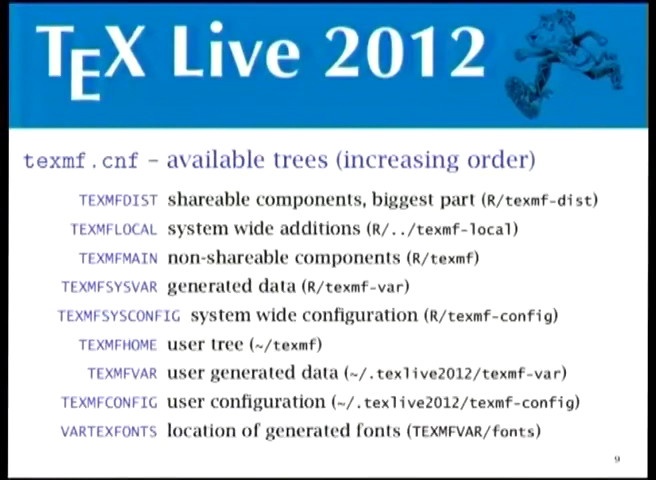 TEX Live 2012
texmf.cnf – available trees (increasing order)
TEXMFDIST shareable components, biggest part (R/texmf-dist)
TEXMFLOCAL system wide additions (R/../texmf-local)
TEXMFMAIN non-shareable components (R/texmf)
TEXMFSYSVAR generated data (R/texmf-var)
TEXMFSYSCONFIG system wide configuration (R/texmf-config)
TEXMFHOME user tree (~/texmf)
TEXMFVAR user generated data (~/.texlive2012/texmf-var)
TEXMFCONFIG user configuration (~/.texlive2012/texmf-config)
VARTEXFONTS location of generated fonts (TEXMFVAR/fonts)
9